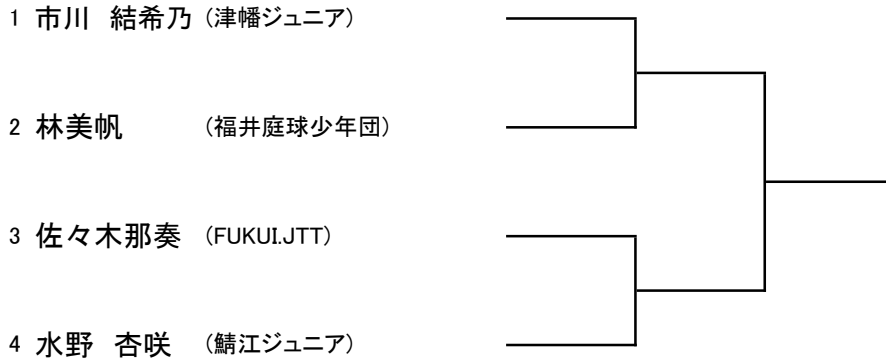 1 市川　結希乃 (津幡ジュニア)
2 林美帆 (福井庭球少年団)
3 佐々木那奏 (FUKUI.JTT)
4 水野　杏咲 (鯖江ジュニア)